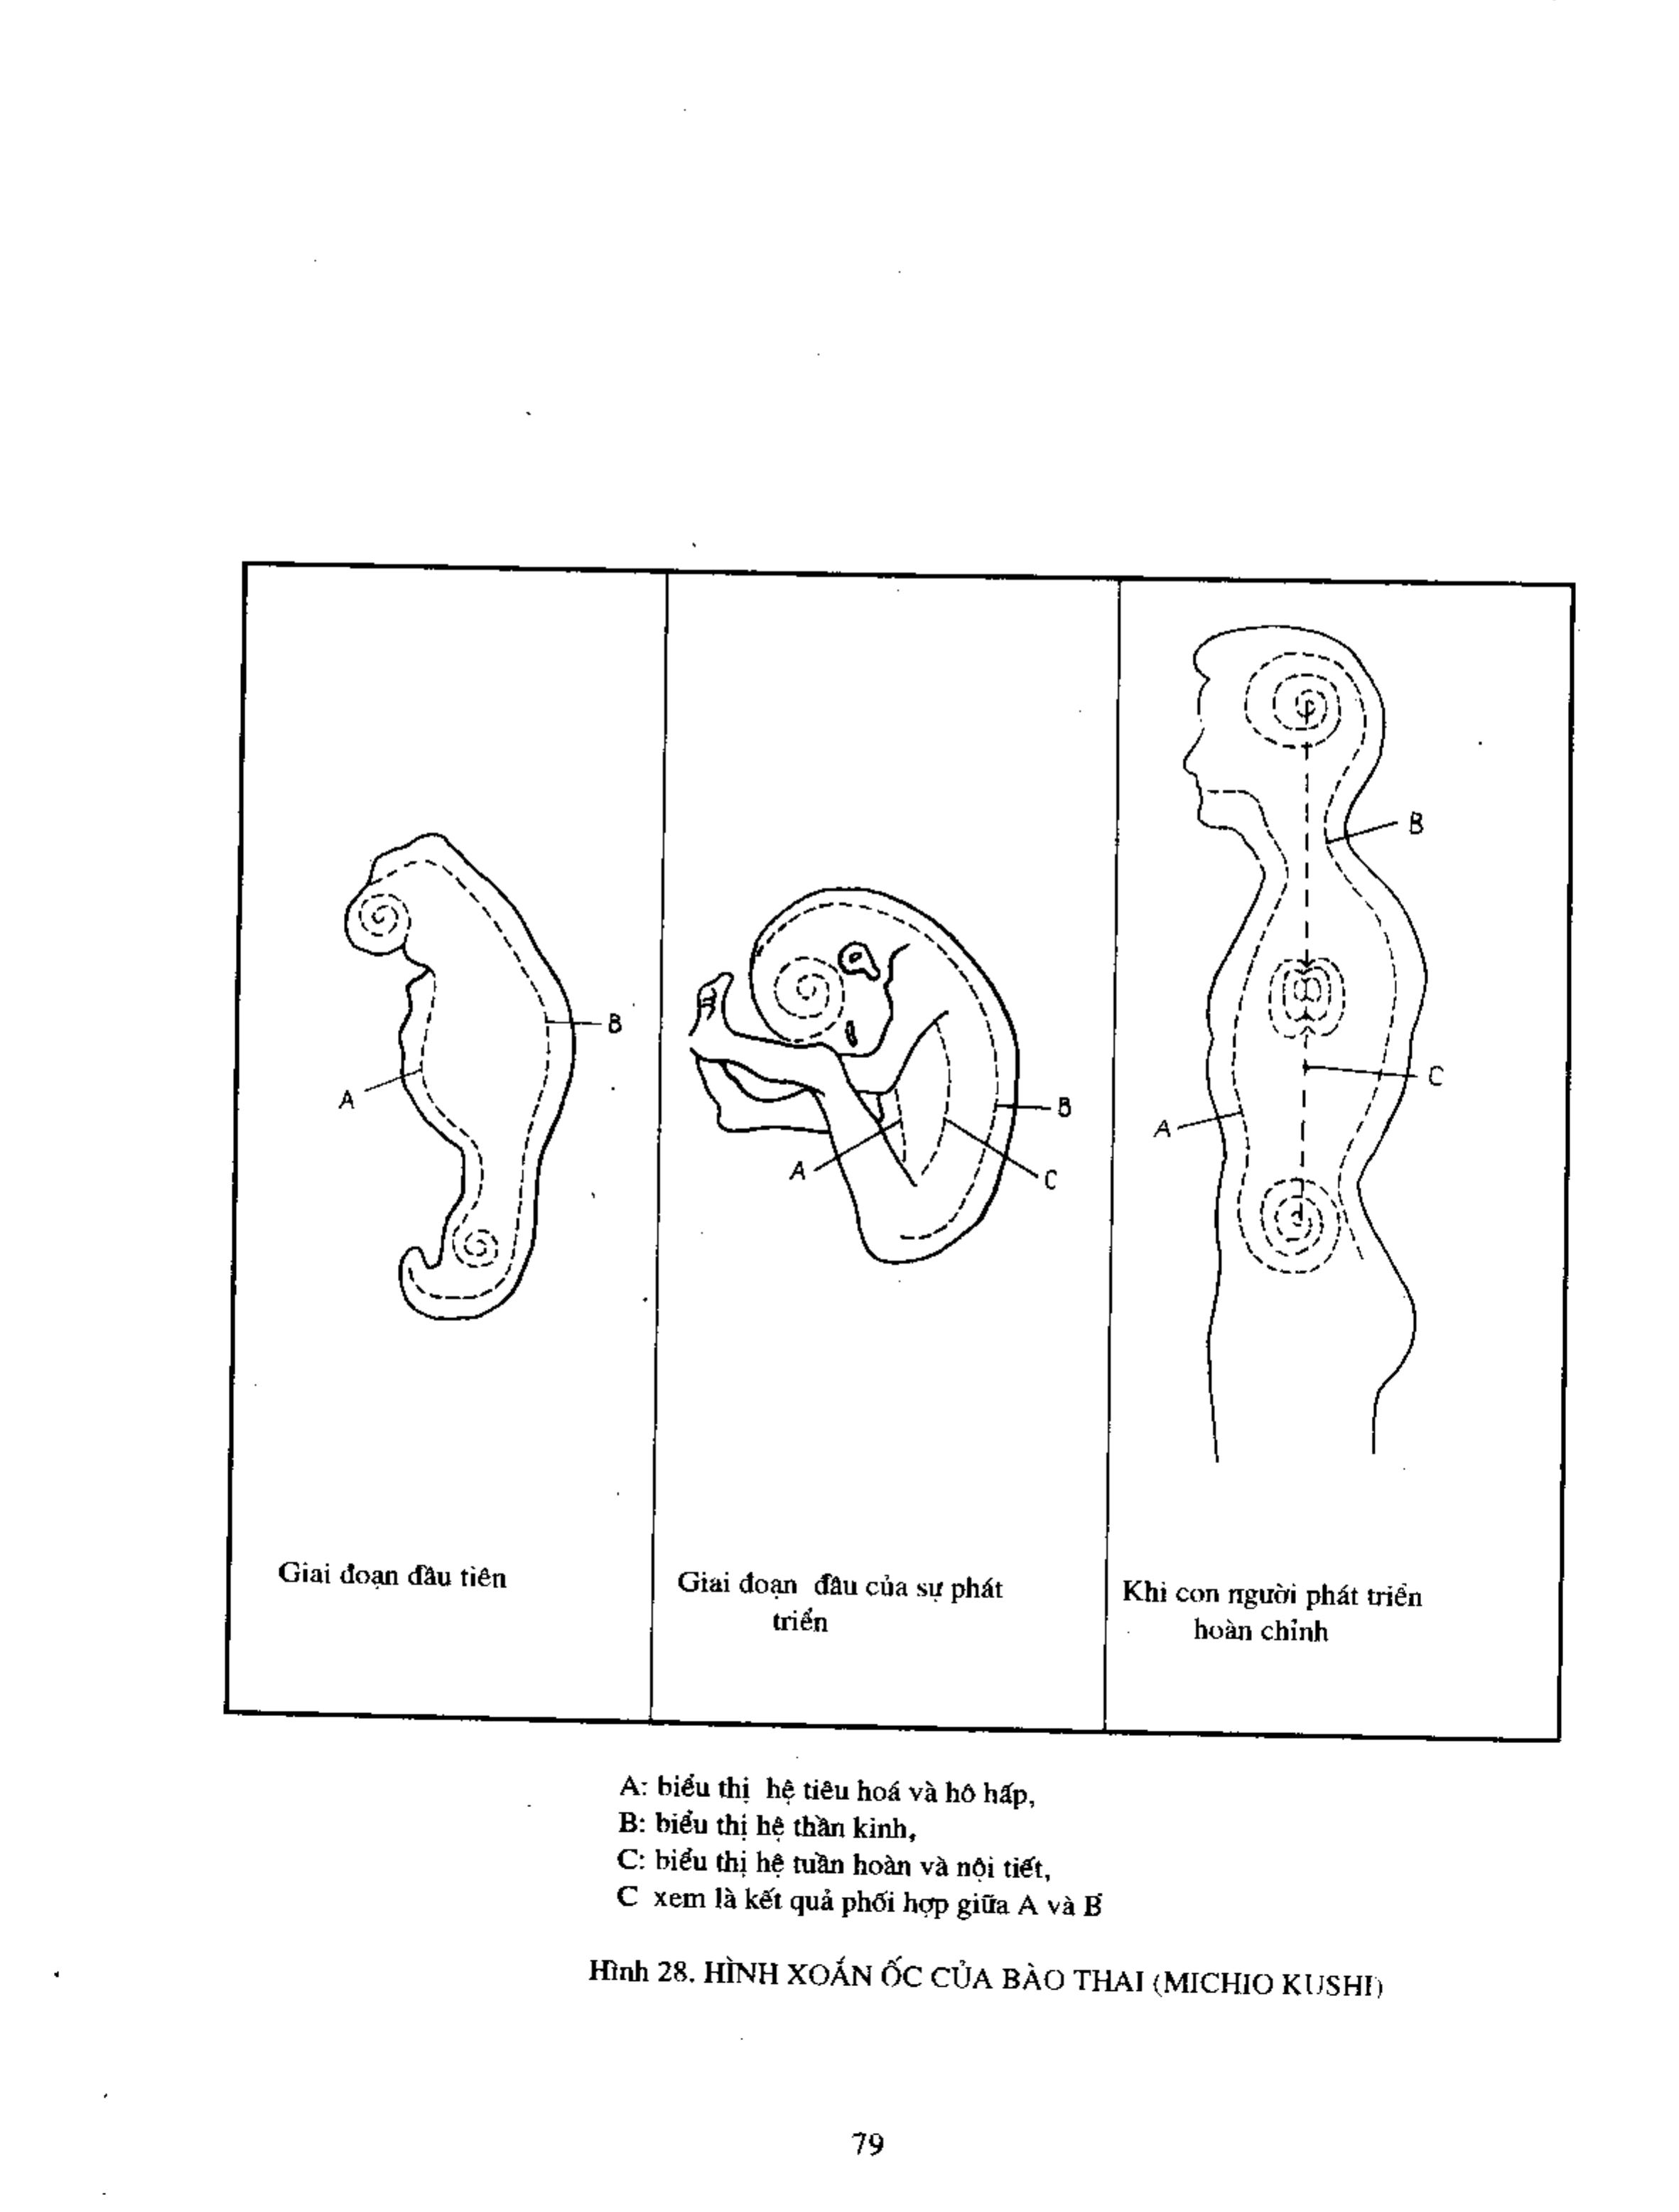 A
B
A
B
C
B
C
A
Giai đoạn đầu tiên
Giai đoạn đầu của sự phát
triển
Khi con người phát triển
hoàn chỉnh
A: biểu thị hệ tiêu hoá và hô hấp,
B: biểu thị hệ thần kinh,
C: biểu thị hệ tuần hoàn và nội tiết,
C xem là kết quả phối hợp giữa A và B
Hình 28. HÌNH XOẮN ỐC CỦA BÀO THAI (MICHIO KUSHI)
79